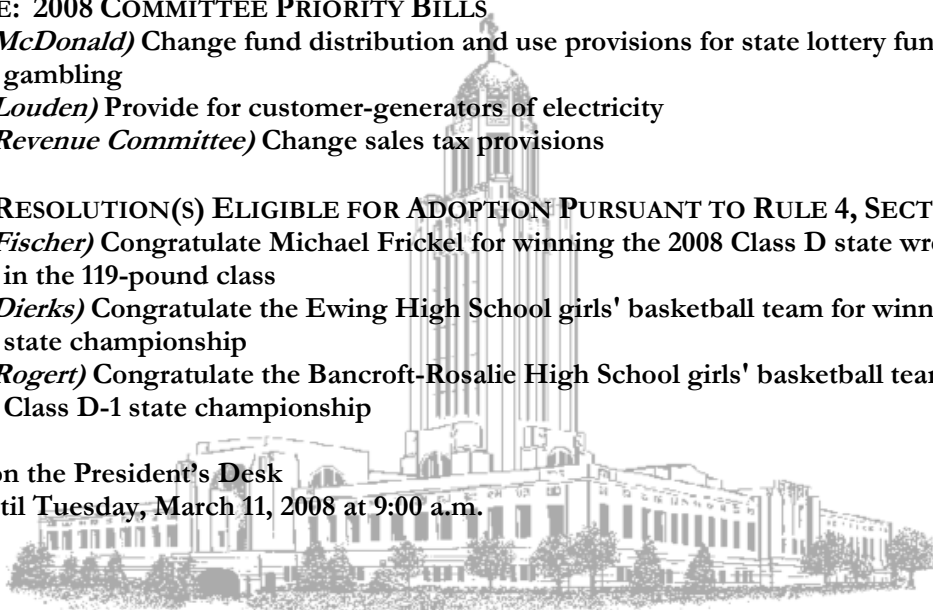 E: 2008 COMMITTEE PRIORITY BILLS
McDonald) Change fund distribution and use provisions for state lottery fun
gambling
Louden) Provide for customer-generators of electricity
Revenue Committee) Change sales tax provisions
RESOLUTION(S) ELIGIBLE FOR ADOPTION PURSUANT TO RULE 4, SECT
Fischer) Congratulate Michael Frickel for winning the 2008 Class D state wr
in the 119-pound class
Dierks) Congratulate the Ewing High School girls' basketball team for winn
state championship
Rogert) Congratulate the Bancroft-Rosalie High School girls' basketball tea
Class D-1 state championship
on the President's Desk
til Tuesday, March 11, 2008 at 9:00 a.m.